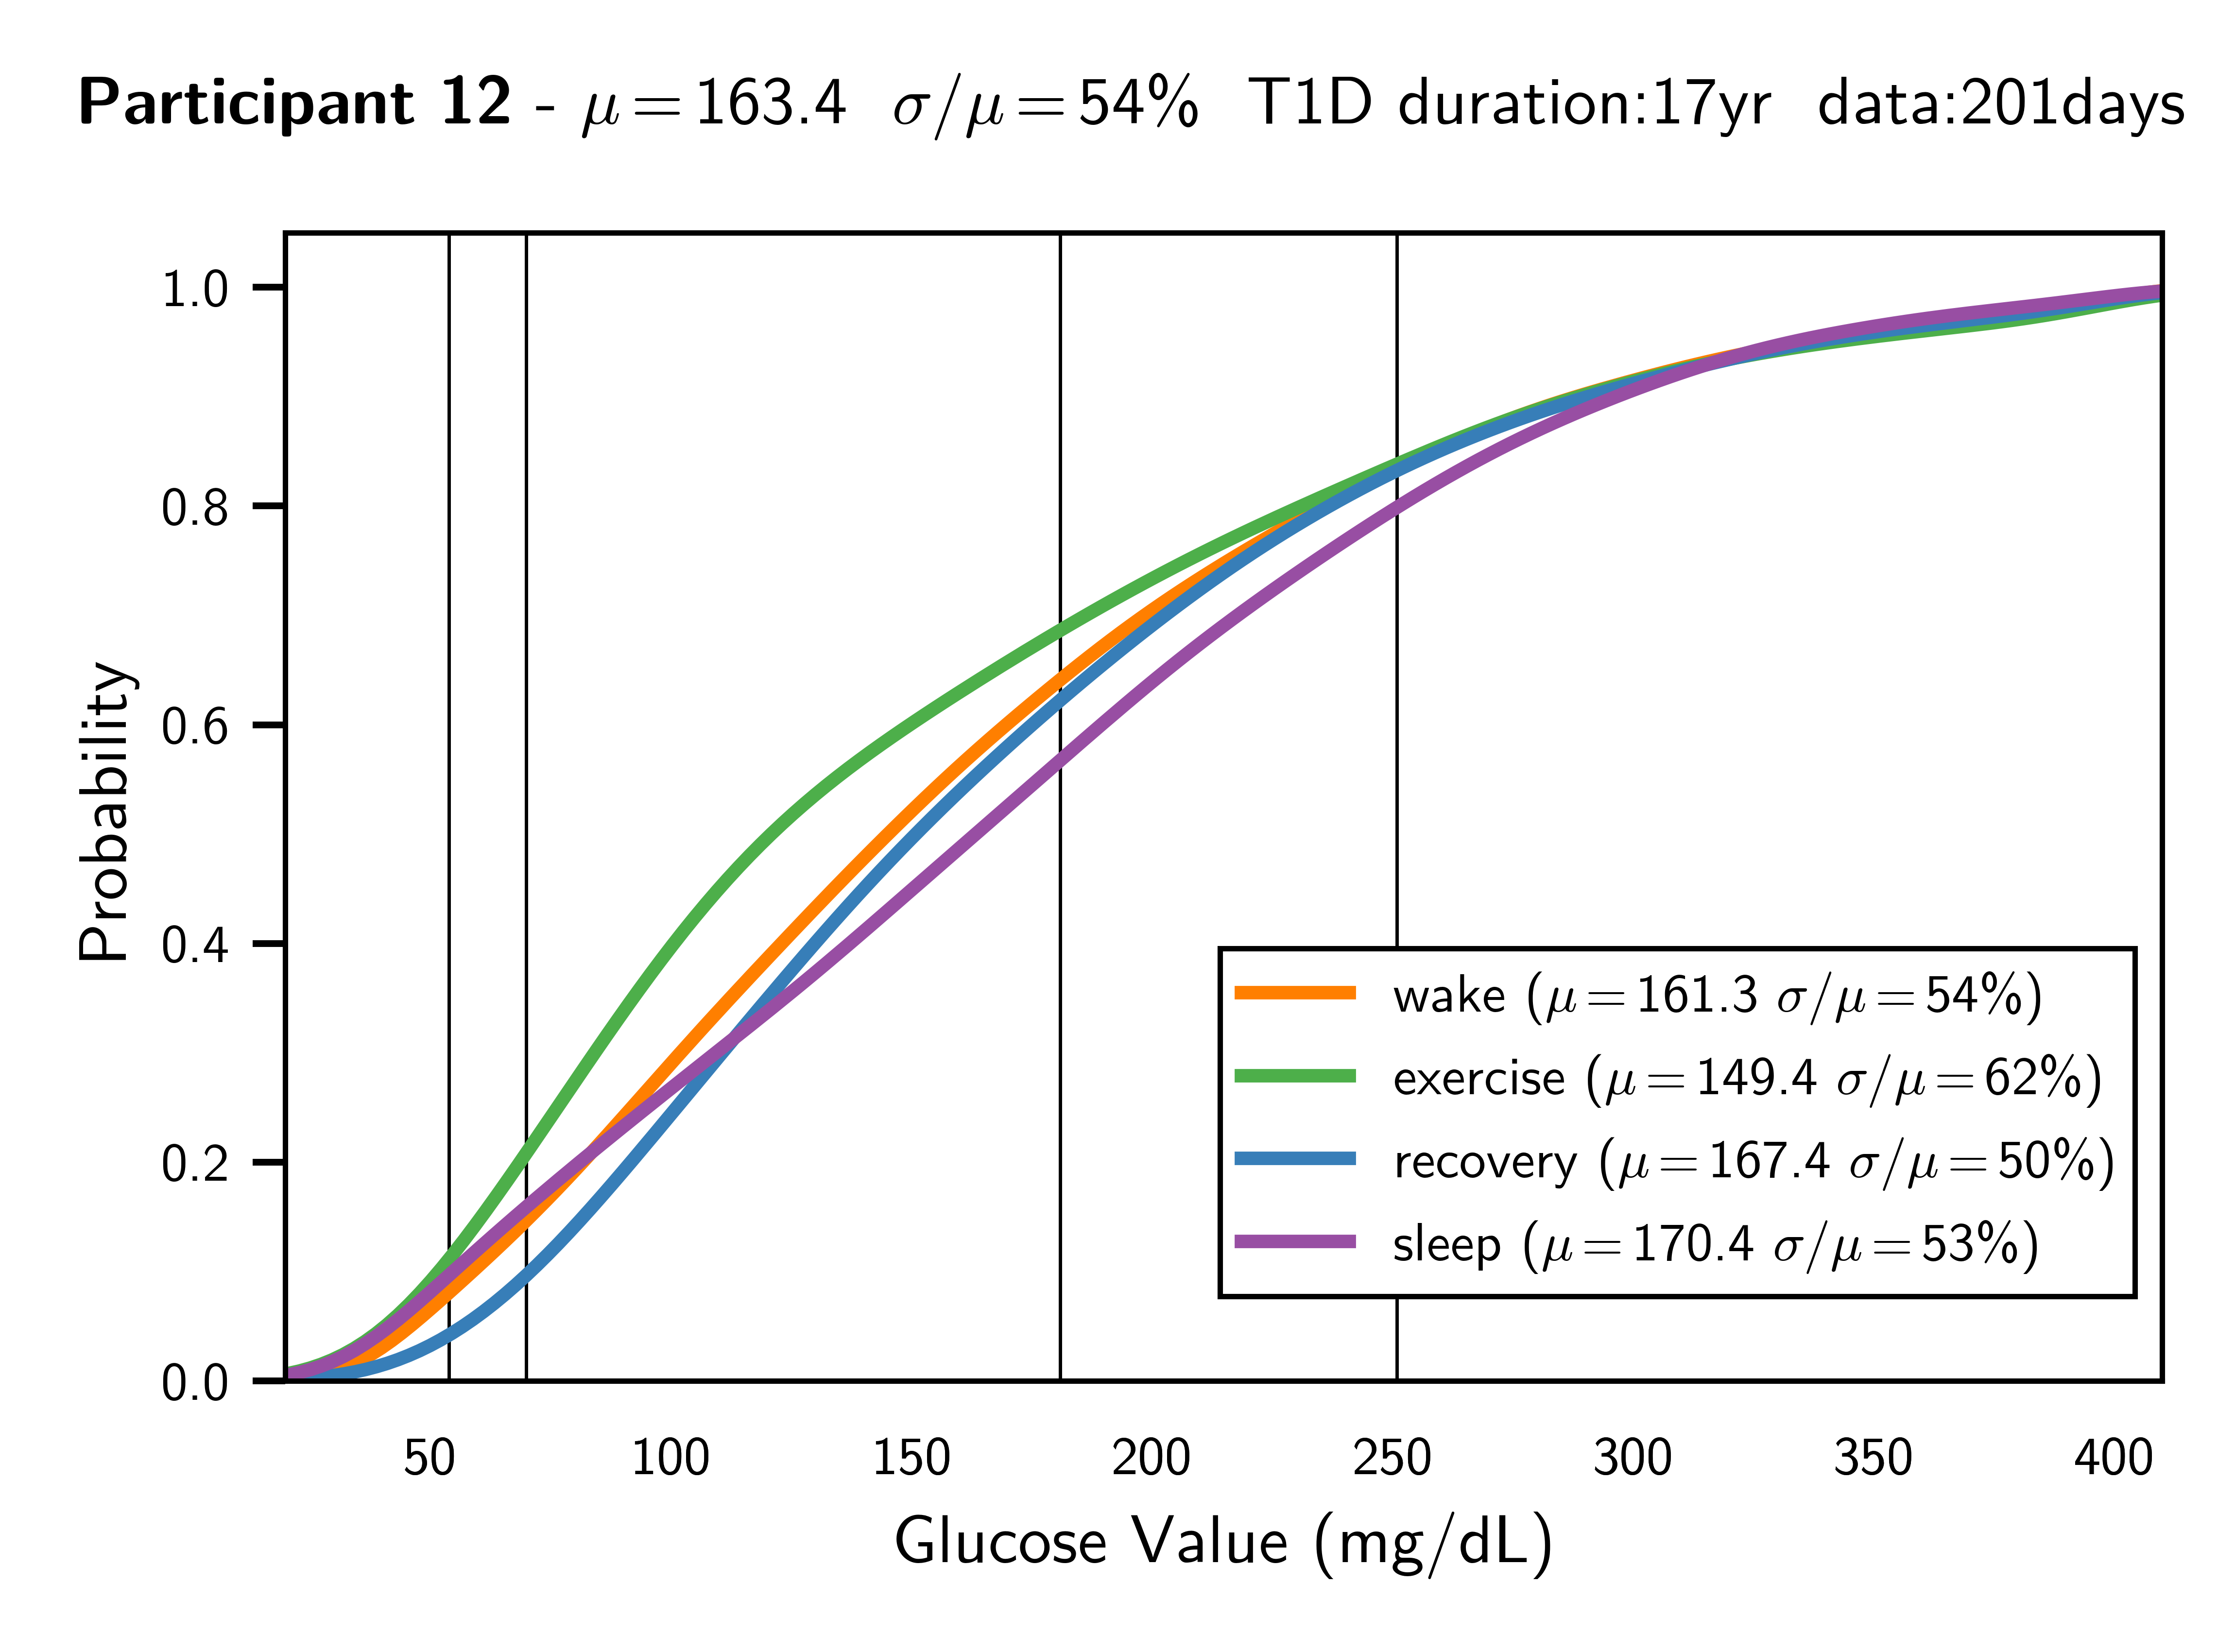 Participant 12 - μ=163.4 σ/μ=54% T1D duration:17yr data:201days
1.0
0.8
0.6
0.4
0.2
0.0
Probability
wake (μ=161.3 σ/μ=54%)
exercise (μ=149.4 σ/μ=62%)
recovery (μ=167.4 σ/μ=50%)
sleep (μ=170.4 σ/μ=53%)
50 100 150 200 250 300 350 400
Glucose Value (mg/dL)